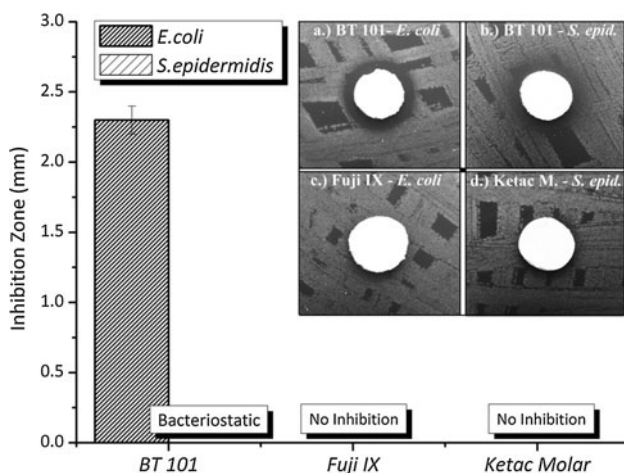 3.0
2.5
2.0
1.5
1.0
0.5
0.0
Inhibition Zone (mm)
E.coli
S.epidermidis
a.) BT 101- E. coli
b.) BT 101 - S. epid.
c.) Fuji IX - E. coli
d.) Ketac M. - S. epid.
Bacteriostatic
No Inhibition
No Inhibition
BT 101
Fuji IX
Ketac Molar